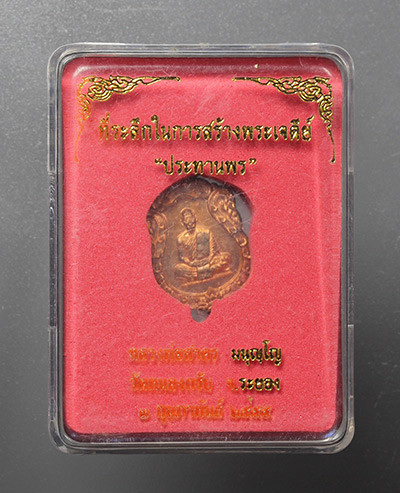 ที่ระลึกในการสร้างพระเจดีย์
"ประทานพร"
หลวงพ่อสาคร มนุญฺโญ
วัดหนองกรับ จ.ระยอง
๒ กุมภาพันธ์